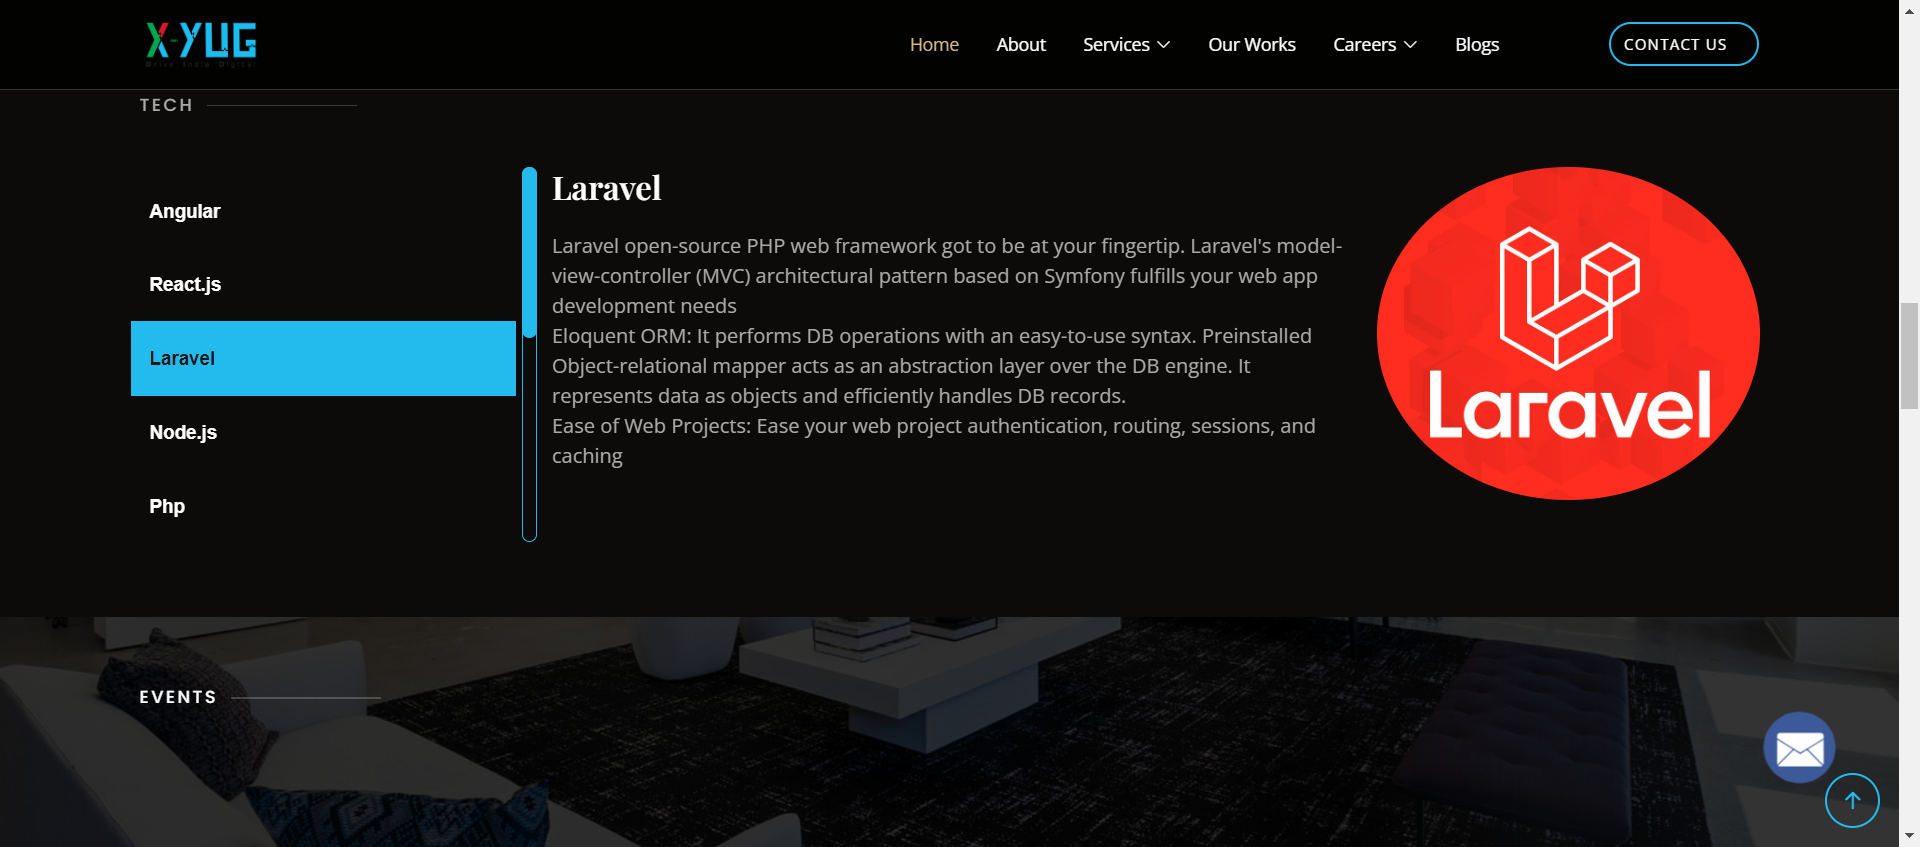 X-YUG
Drive India Digital
Home
About
Services
Our Works
Careers
Blogs
CONTACT US
TECH
Angular
React.js
Laravel
Node.js
Php
Laravel
Laravel open-source PHP web framework got to be at your fingertip. Laravel's model-
view-controller (MVC) architectural pattern based on Symfony fulfills your web app
development needs
Eloquent ORM: It performs DB operations with an easy-to-use syntax. Preinstalled
Object-relational mapper acts as an abstraction layer over the DB engine. It
represents data as objects and efficiently handles DB records.
Ease of Web Projects: Ease your web project authentication, routing, sessions, and
caching
Laravel
EVENTS